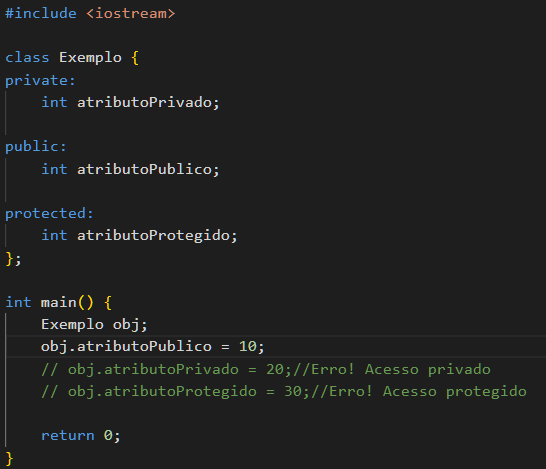 #include <iostream>
class Exemplo {
private:
int atributoPrivado;
public:
int atributoPublico;
protected:
int atributoProtegido;
};
int main() {
Exemplo obj;
obj.atributoPublico = 10;
// obj.atributoPrivado = 20;//Erro! Acesso privado
// obj.atributoProtegido = 30;//Erro! Acesso protegido
return 0;
}